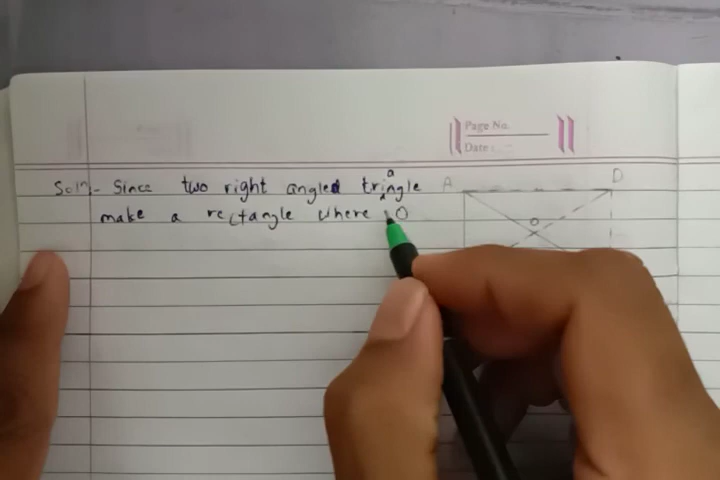 Page No.
Date:
Soln:- Since two right angled triangle
make a rectangle where O
A
D
O